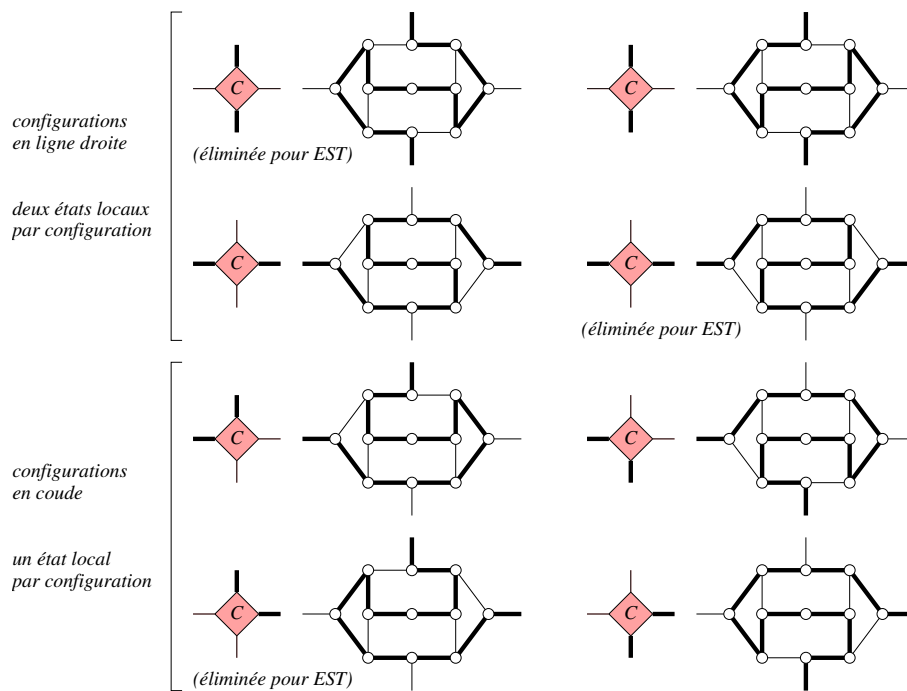 C
C
configurations
en ligne droite
(éliminée pour EST)
deux états locaux
par configuration
C
C
(éliminée pour EST)
C
C
configurations
en coude
un état local
par configuration
C
C
(éliminée pour EST)